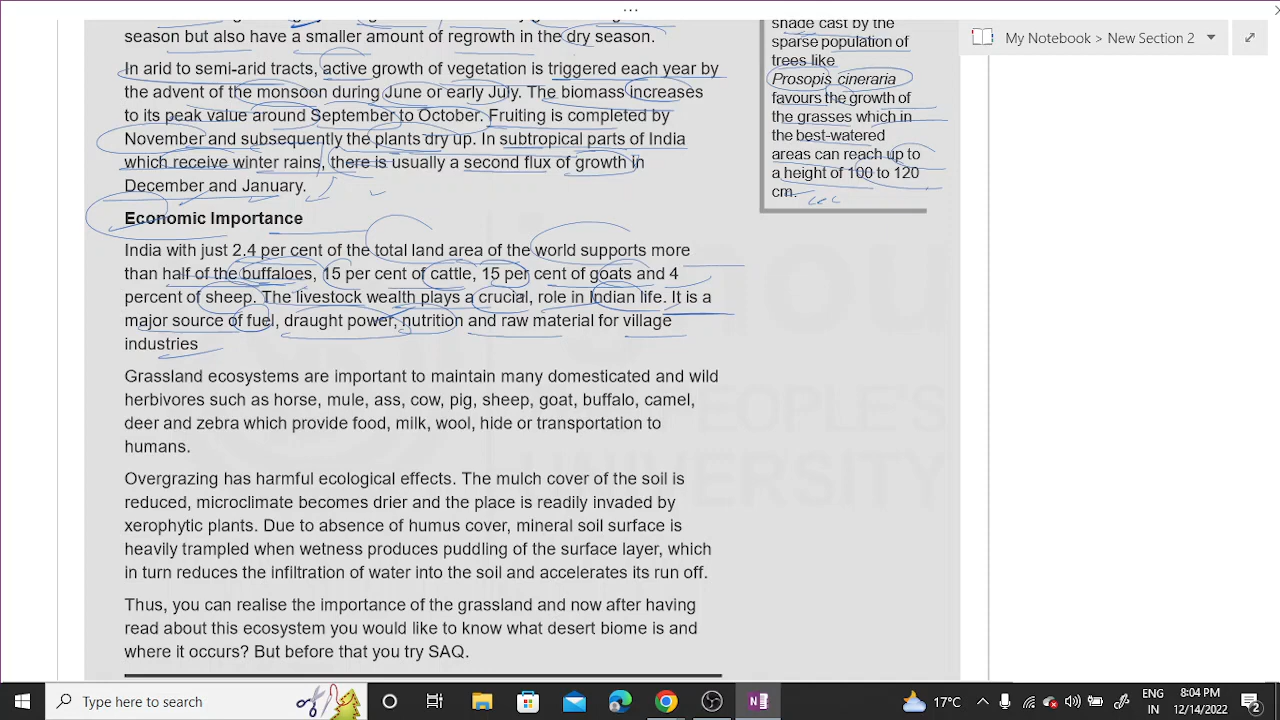 season but also have a smaller amount of regrowth in the dry season.
In arid to semi-arid tracts, active growth of vegetation is triggered each year by
the advent of the monsoon during June or early July. The biomass increases
to its peak value around September to October. Fruiting is completed by
November and subsequently the plants dry up. In subtropical parts of India
which receive winter rains, there is usually a second flux of growth in
December and January.
Economic Importance
India with just 2.4 per cent of the total land area of the world supports more
than half of the buffaloes, 15 per cent of cattle, 15 per cent of goats and 4
percent of sheep. The livestock wealth plays a crucial, role in Indian life. It is a
major source of fuel, draught power, nutrition and raw material for village
industries
Grassland ecosystems are important to maintain many domesticated and wild
herbivores such as horse, mule, ass, cow, pig, sheep, goat, buffalo, camel,
deer and zebra which provide food, milk, wool, hide or transportation to
humans.
Overgrazing has harmful ecological effects. The mulch cover of the soil is
reduced, microclimate becomes drier and the place is readily invaded by
xerophytic plants. Due to absence of humus cover, mineral soil surface is
heavily trampled when wetness produces puddling of the surface layer, which
in turn reduces the infiltration of water into the soil and accelerates its run off.
Thus, you can realise the importance of the grassland and now after having
read about this ecosystem you would like to know what desert biome is and
where it occurs? But before that you try SAQ.
shade cast by the
sparse population of
trees like
Prosopis cineraria
favours the growth of
the grasses which in
the best-watered
areas can reach up to
a height of 100 to 120
cm.
My Notebook > New Section 2
PEOPLE'S
UNIVERSITY
Type here to search
17°C
ENG
IN
8:04 PM
12/14/2022
2